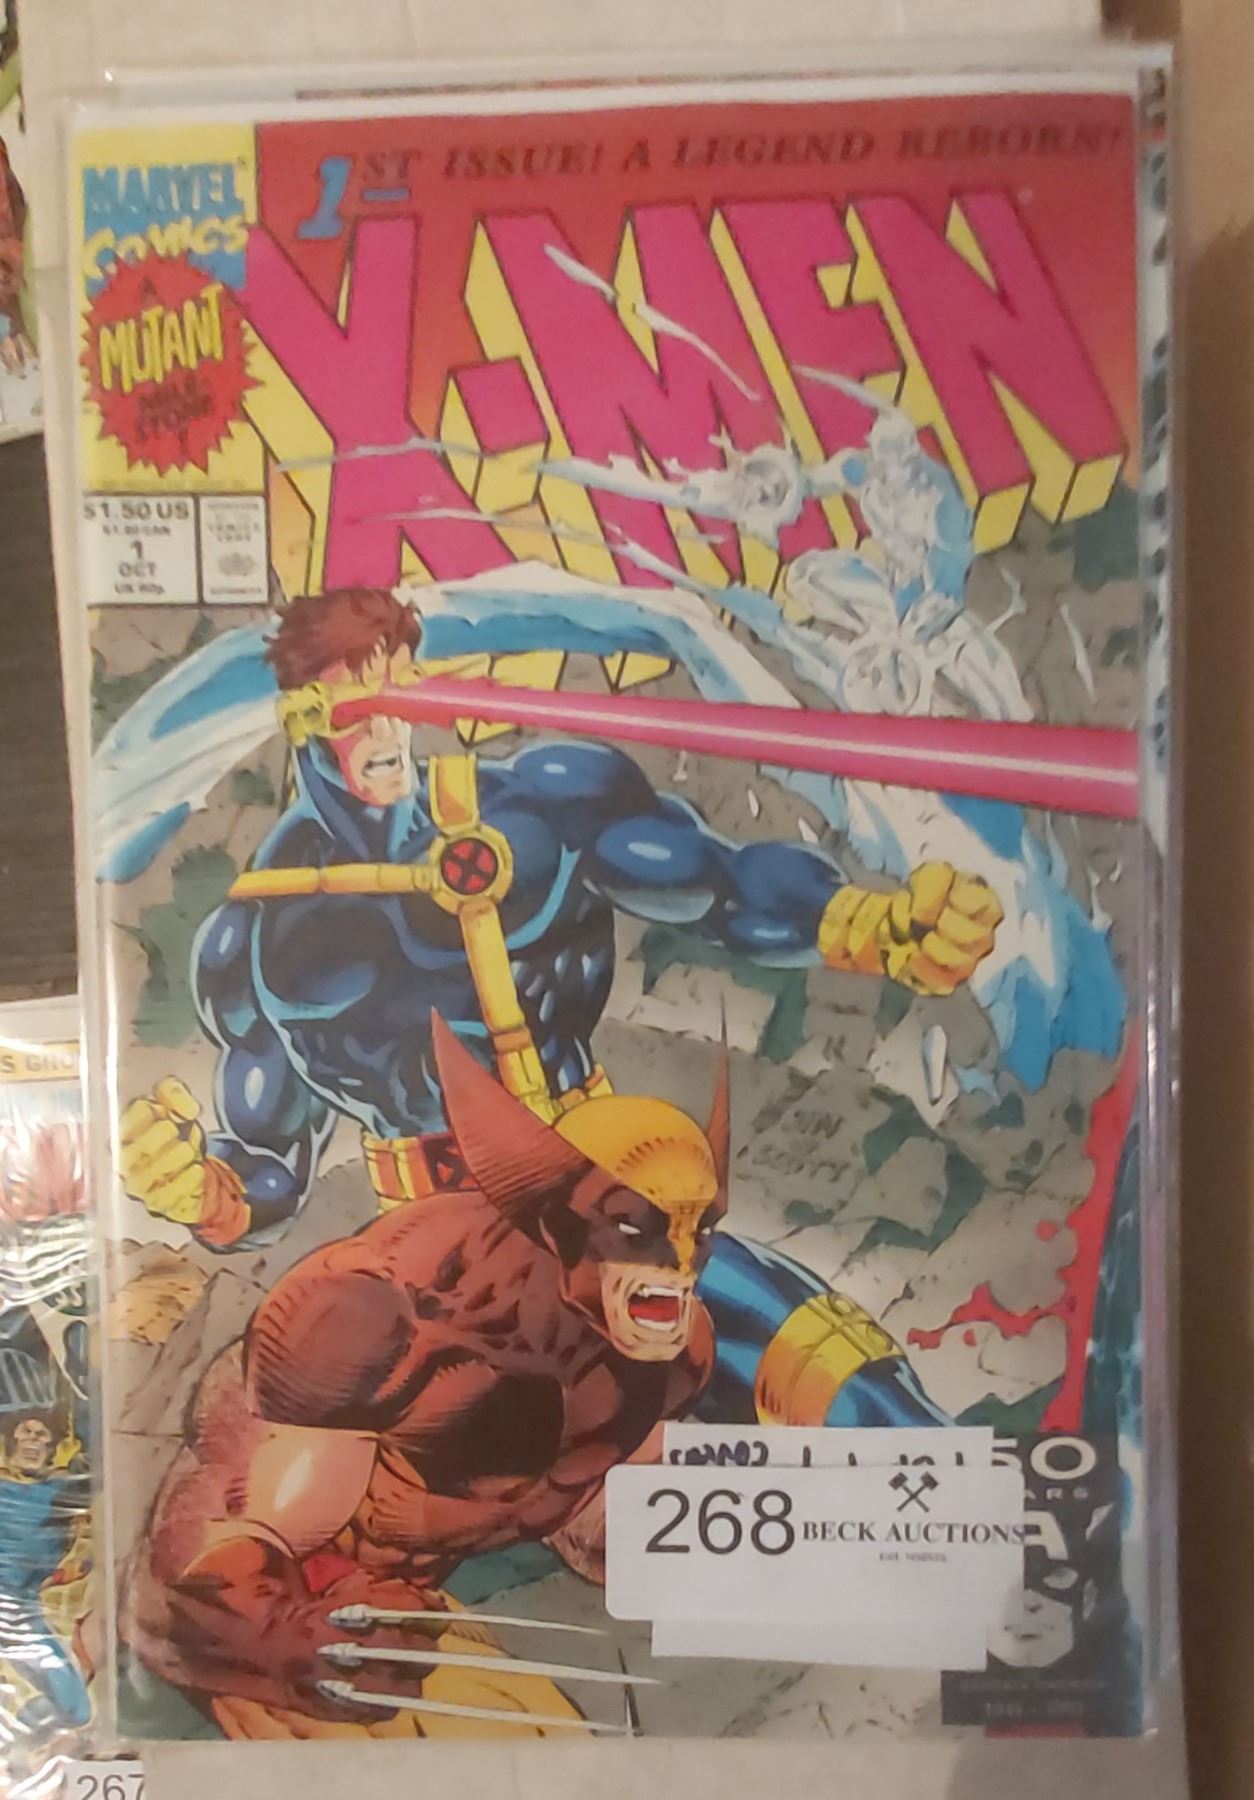 1ST ISSUE! A LEGEND REBORN!
MARVEL
COMICS
X-MEN
A
MUTANT
$1.50 US
1
OCT
JIM
SCOTT
50
268 BECK AUCTIONS
267